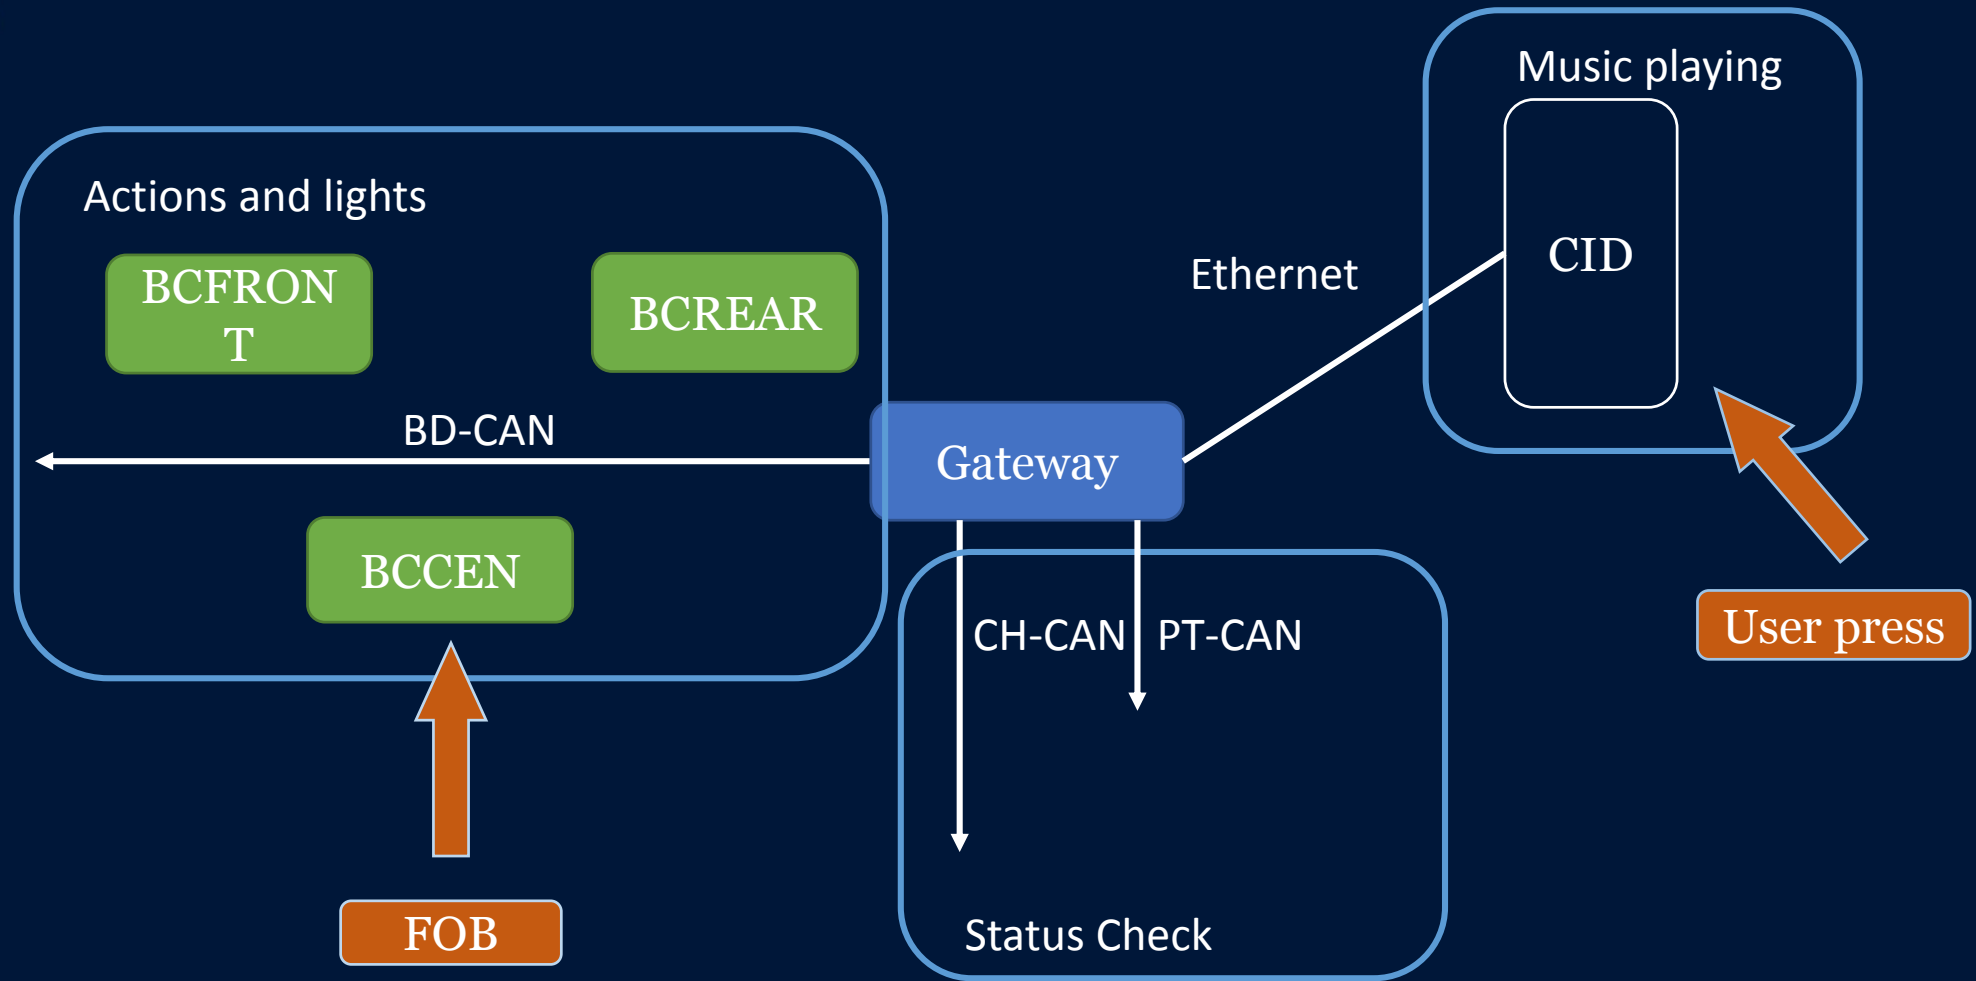 Music playing
Actions and lights
BCFRON
T
BCREAR
CID
Ethernet
BD-CAN
Gateway
BCCEN
CH-CAN
PT-CAN
User press
FOB
Status Check